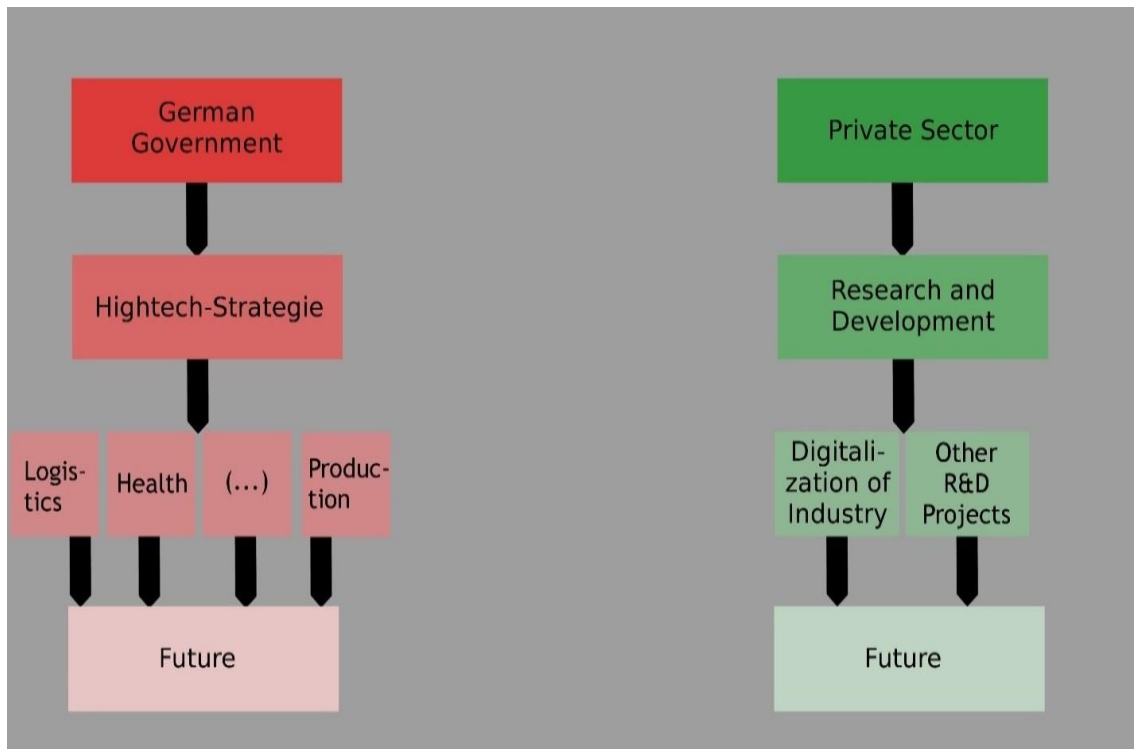 German
Government
Private Sector
Hightech-Strategie
Research and
Development
Logis-
tics
Health
(...)
Produc-
tion
Digitali-
zation of
Industry
Other
R&D
Projects
Future
Future